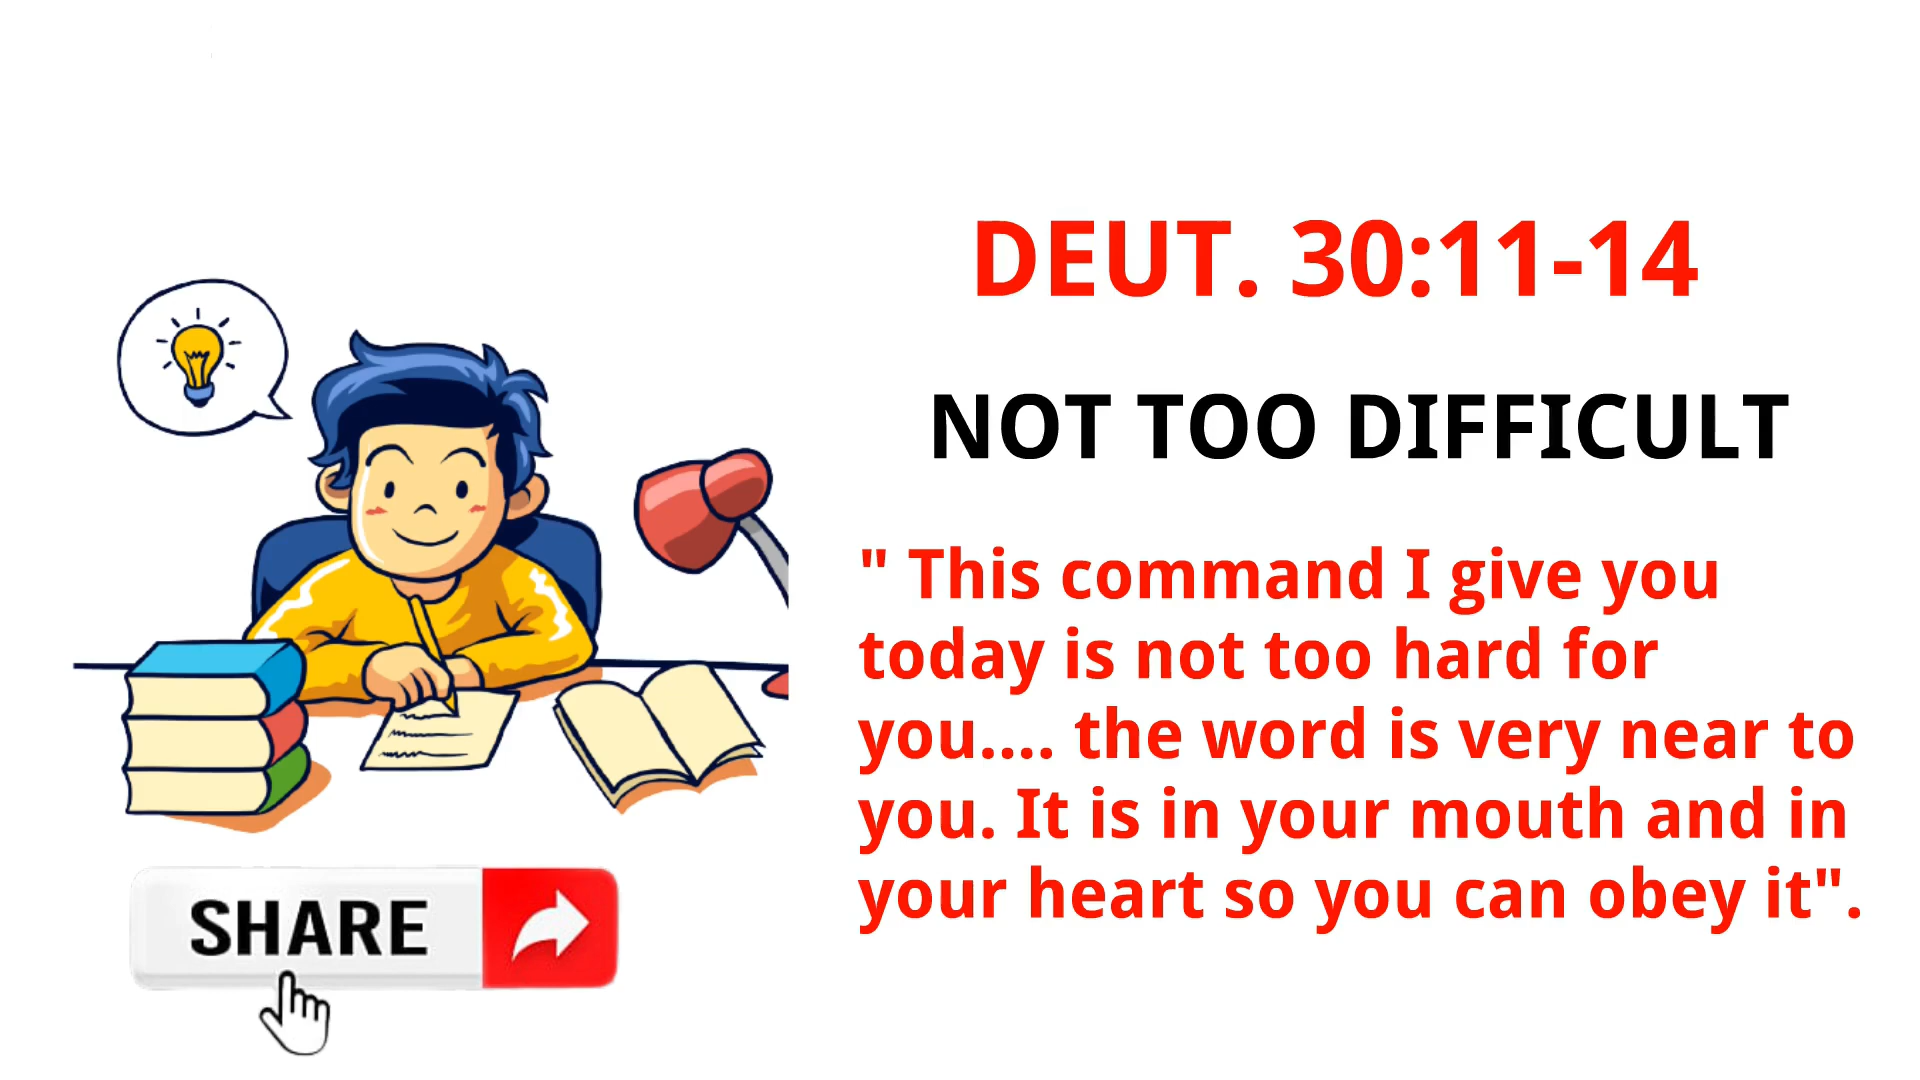 DEUT. 30:11-14
NOT TOO DIFFICULT
" This command I give you
today is not too hard for
you.... the word is very near to
you. It is in your mouth and in
your heart so you can obey it".
SHARE